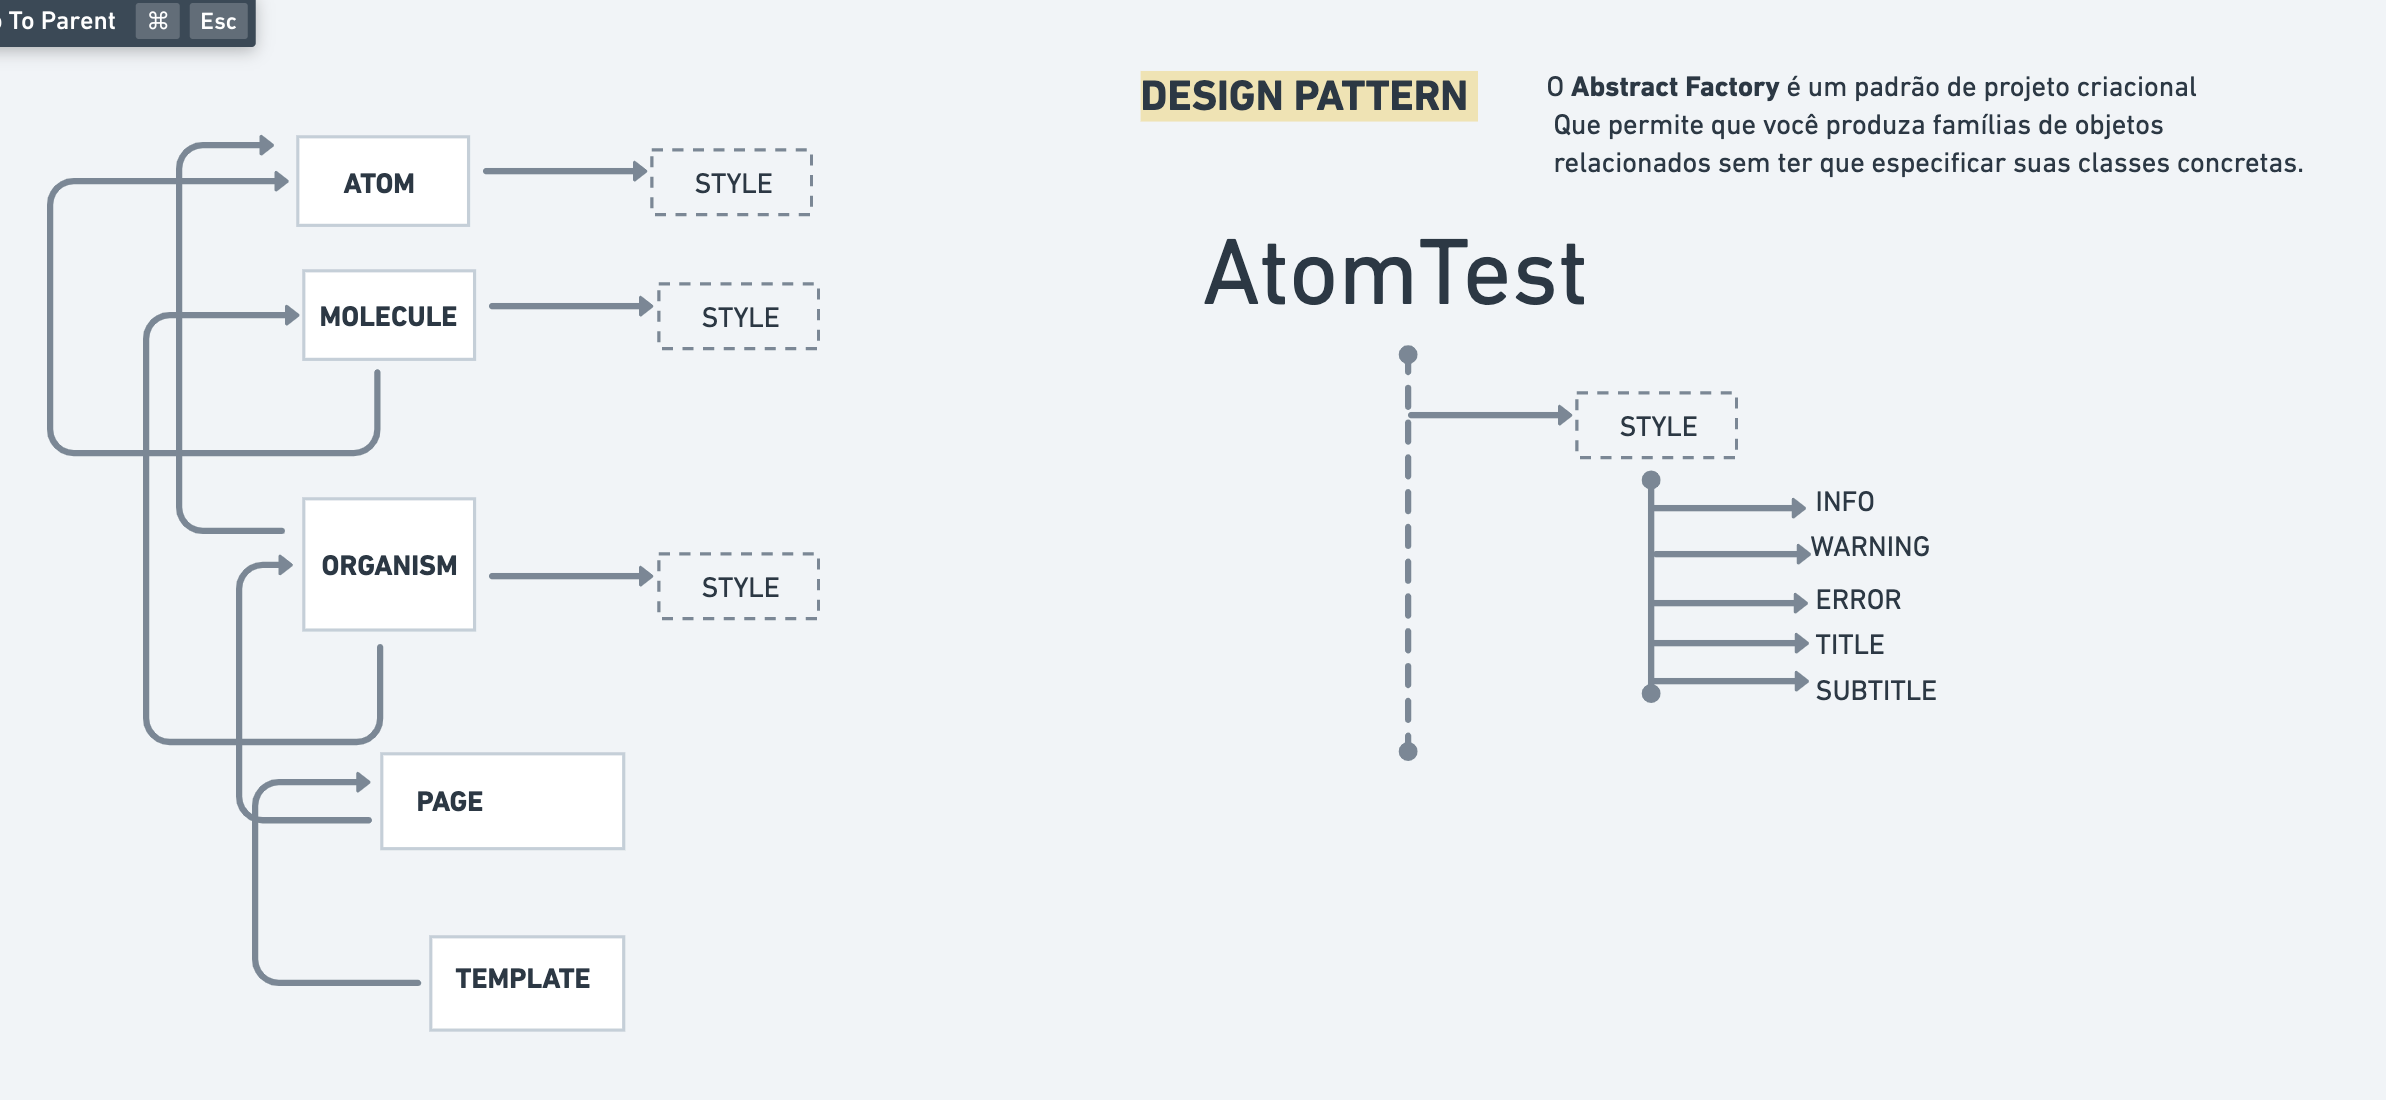 To Parent ⌘ Esc
DESIGN PATTERN
O Abstract Factory é um padrão de projeto criacional
Que permite que você produza famílias de objetos
relacionados sem ter que especificar suas classes concretas.
ATOM
STYLE
MOLECULE
STYLE
ORGANISM
STYLE
PAGE
TEMPLATE
AtomTest
STYLE
INFO
WARNING
ERROR
TITLE
SUBTITLE